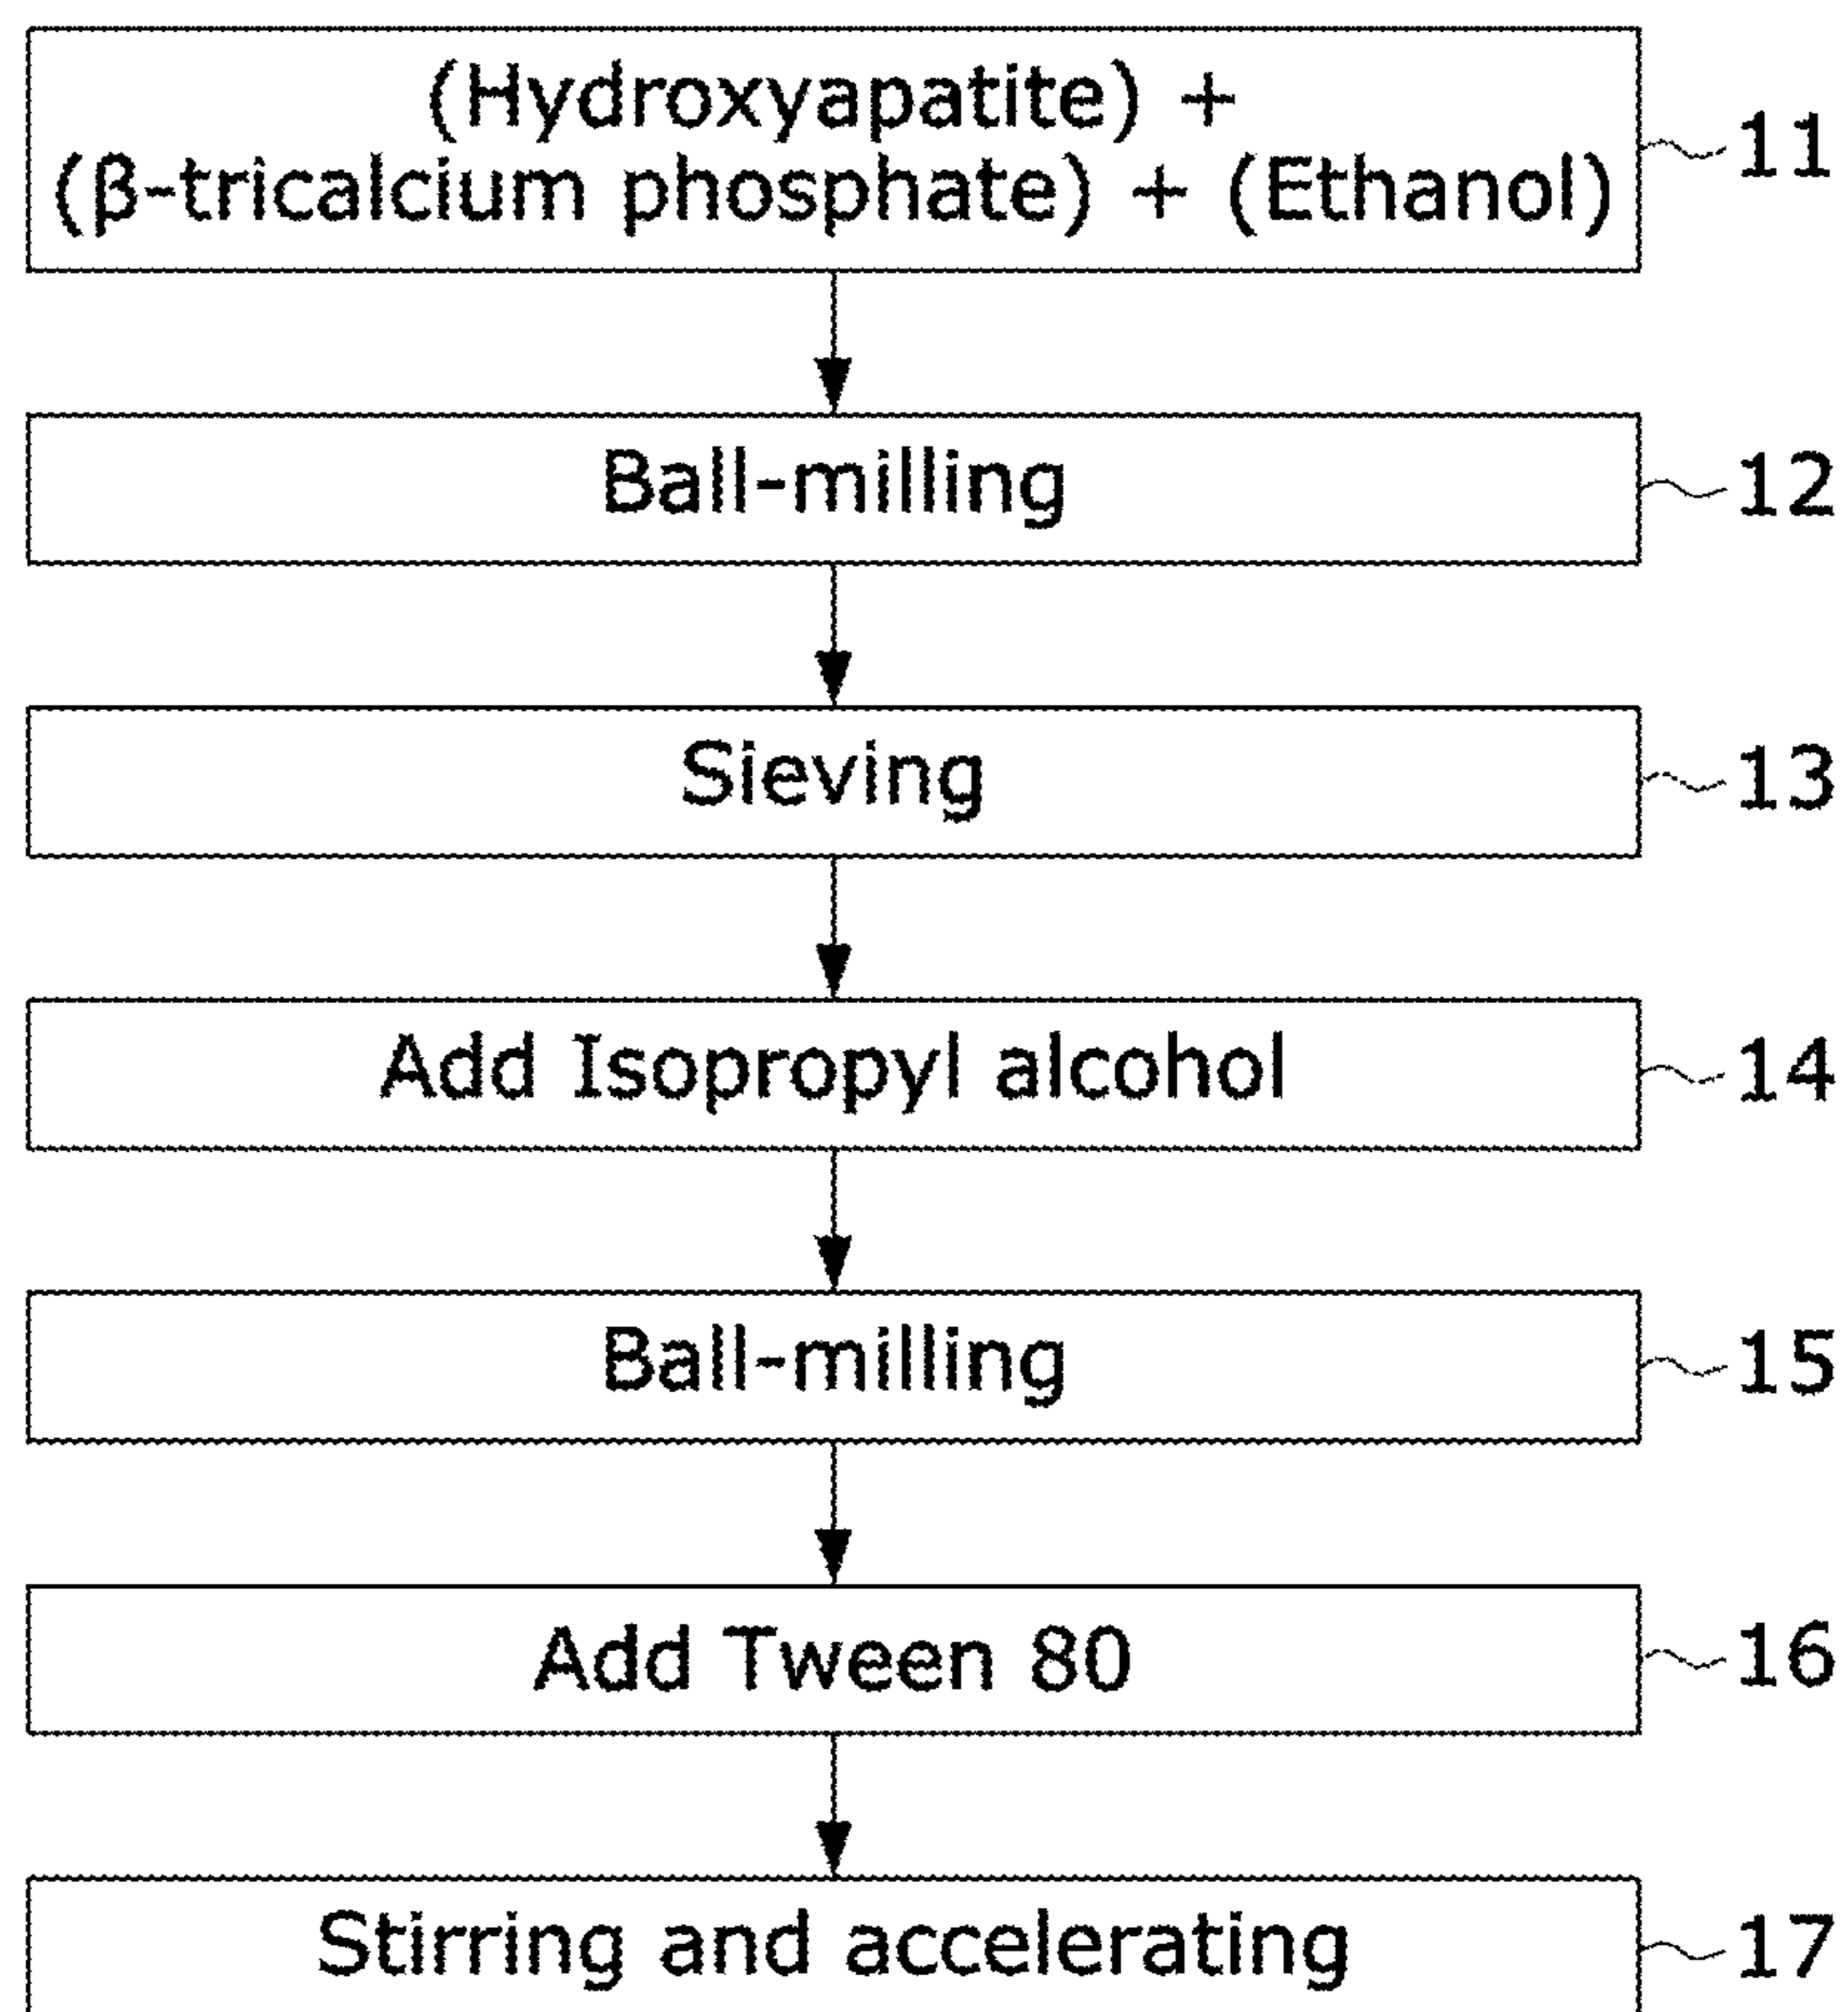 (Hydroxyapatite) +
(β-tricalcium phosphate) + (Ethanol)
11
Ball-milling
12
Sieving
13
Add Isopropyl alcohol
14
Ball-milling
15
Add Tween 80
16
Stirring and accelerating
17